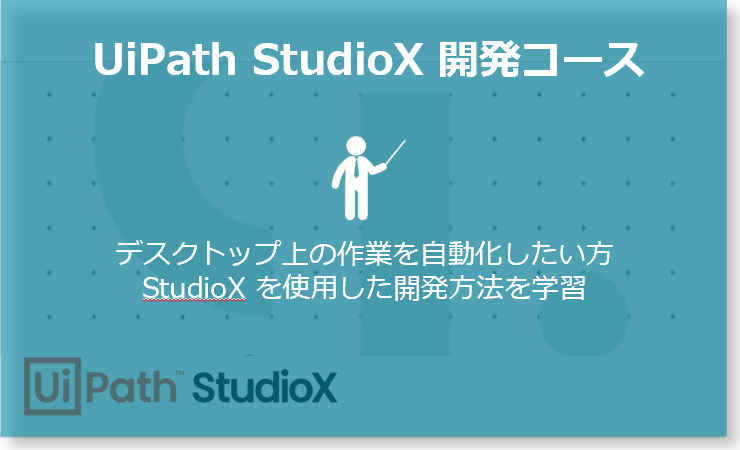 UiPath StudioX 開発コース
デスクトップ上の作業を自動化したい方
StudioX を使用した開発方法を学習
UiPath™ StudioX